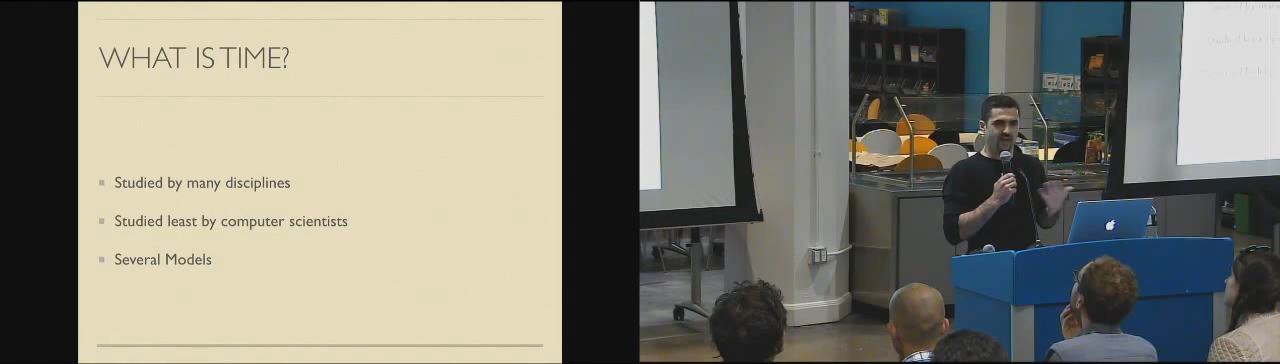 WHAT IS TIME?
Studied by many disciplines
Studied least by computer scientists
Several Models